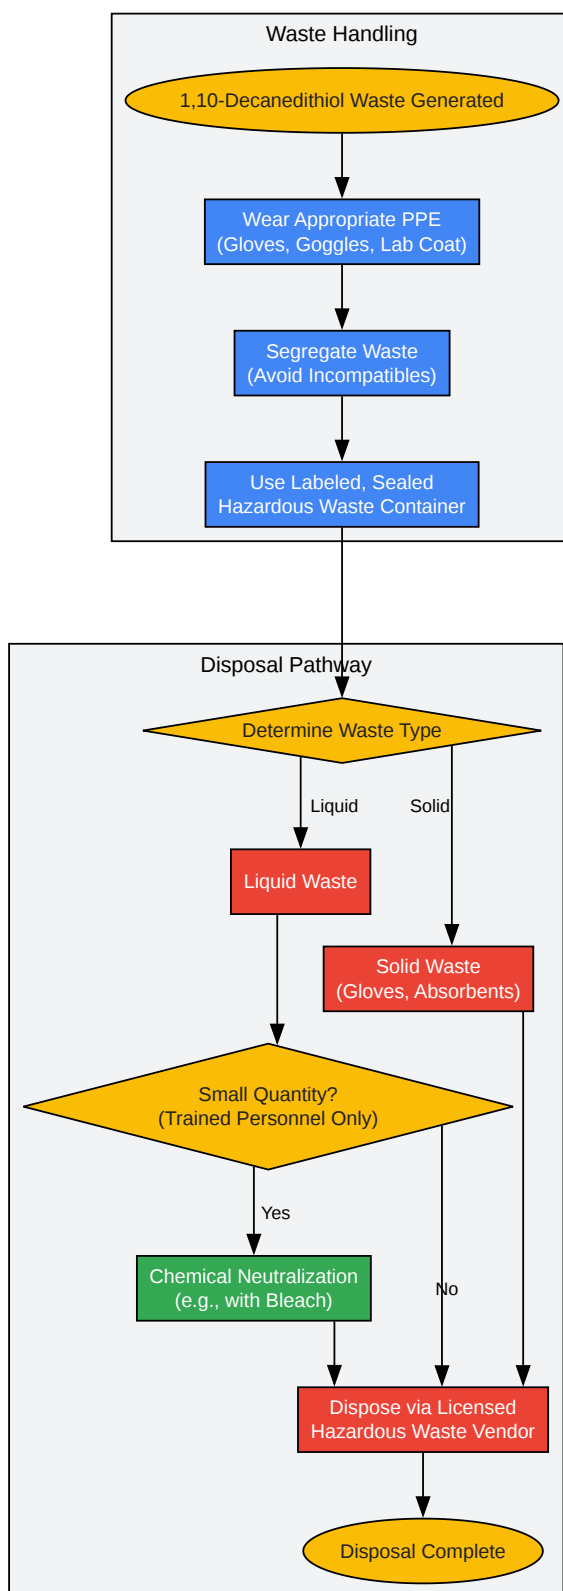 Waste Handling
1,10-Decanedithiol Waste Generated
Wear Appropriate PPE
(Gloves, Goggles, Lab Coat)
Segregate Waste
(Avoid Incompatibles)
Use Labeled, Sealed
Hazardous Waste Container
Disposal Pathway
Determine Waste Type
Liquid
Solid
Liquid Waste
Solid Waste
(Gloves, Absorbents)
Small Quantity?
(Trained Personnel Only)
Yes
Chemical Neutralization
(e.g., with Bleach)
No
Dispose via Licensed
Hazardous Waste Vendor
Disposal Complete